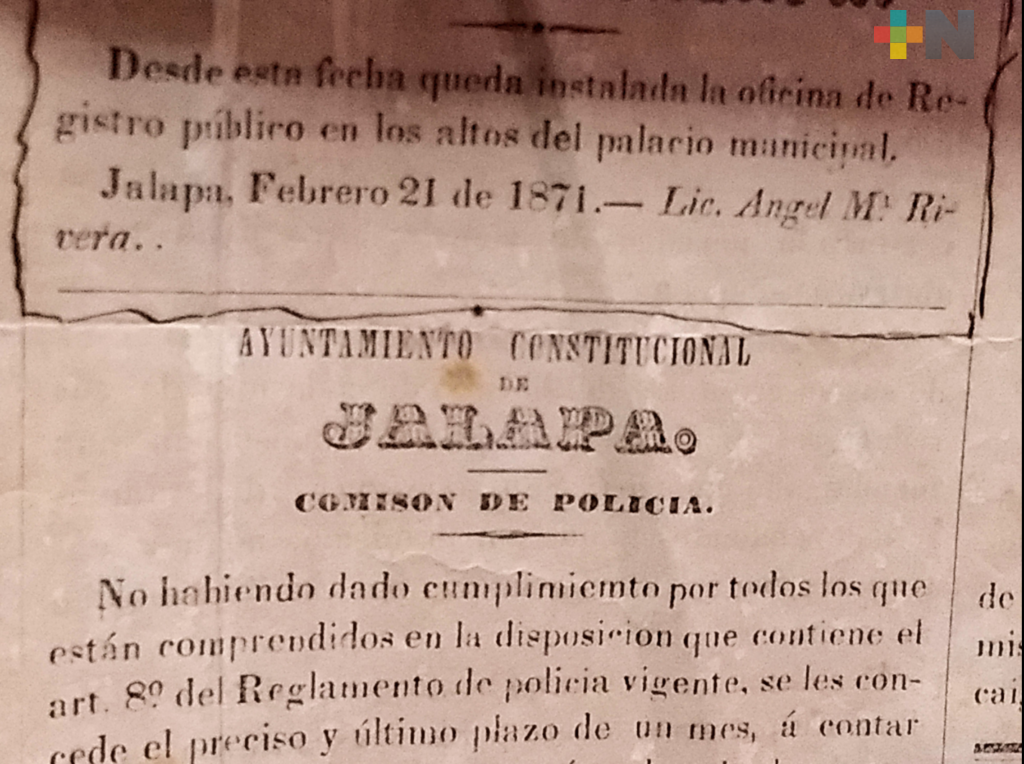 +N
Desde esta fecha queda instalada la oficina de Re-
gistro público en los altos del palacio municipal.
Jalapa, Febrero 21 de 1871.— Lic. Angel M.ª Ri-
vera. .
AYUNTAMIENTO CONSTITUCIONAL
DE
JALAPA.
COMISON DE POLICIA.
No habiendo dado cumplimiemto por todos los que
están comprendidos en la disposicion que contiene el
art. 8.º del Reglamento de policia vigente, se les con-
cede el preciso y último plazo de un mes, á contar
de
mis
cai